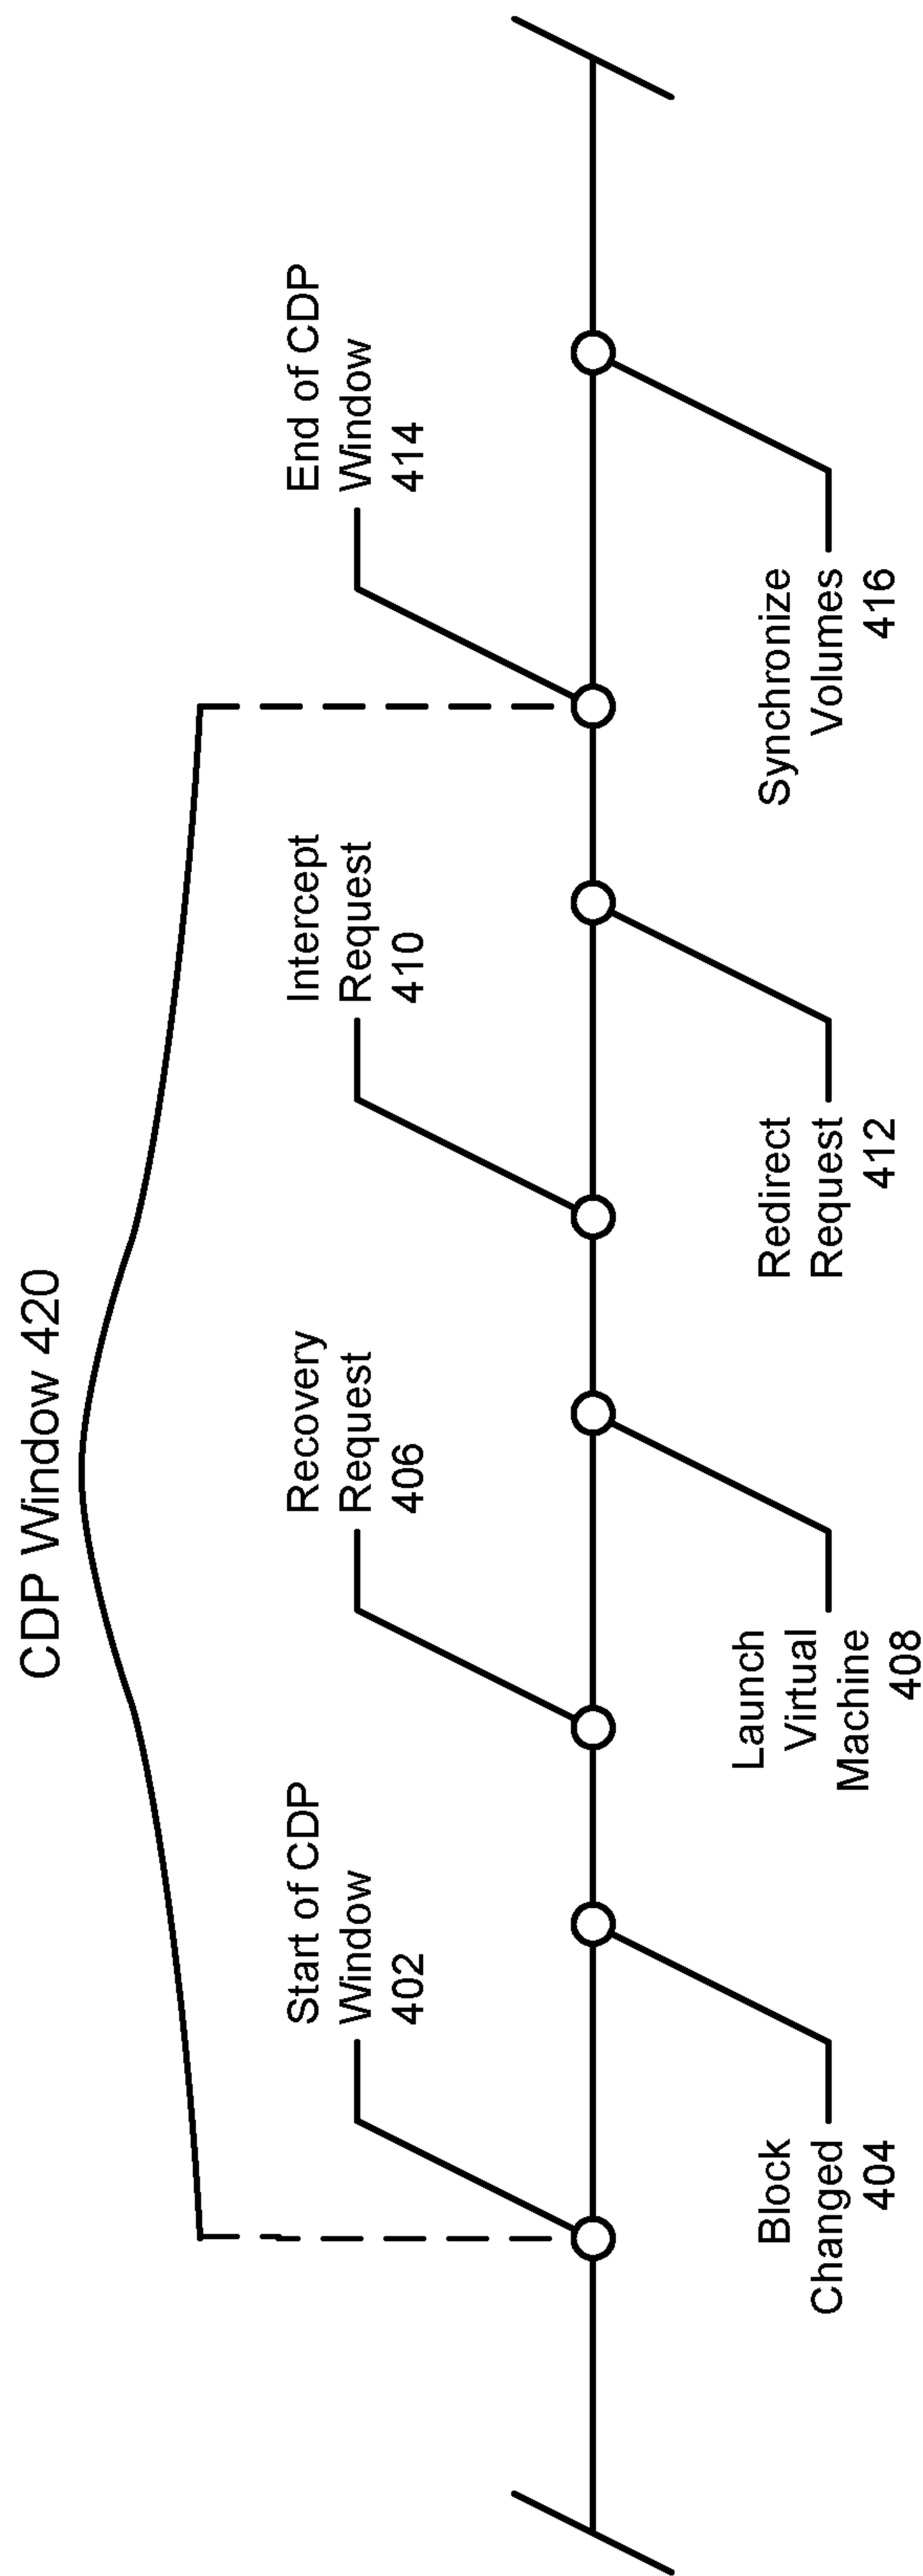 CDP Window 420
Start of CDP
Window
402
Recovery
Request
406
Intercept
Request
410
End of CDP
Window
414
Block
Changed
404
Launch
Virtual
Machine
408
Redirect
Request
412
Synchronize
Volumes
416